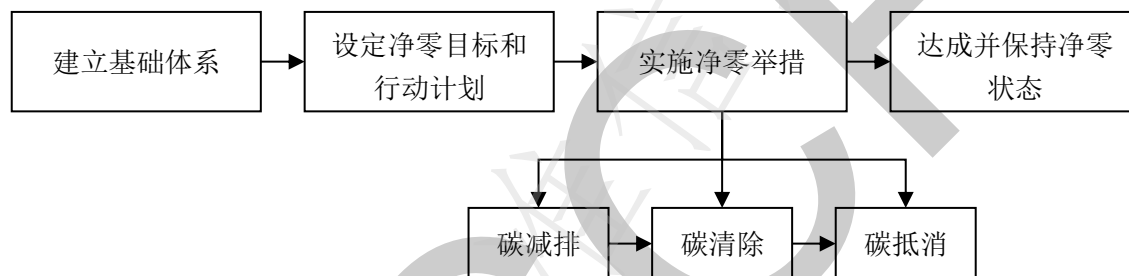 建立基础体系
设定净零目标和
行动计划
实施净零举措
达成并保持净零
状态
碳减排
碳清除
碳抵消